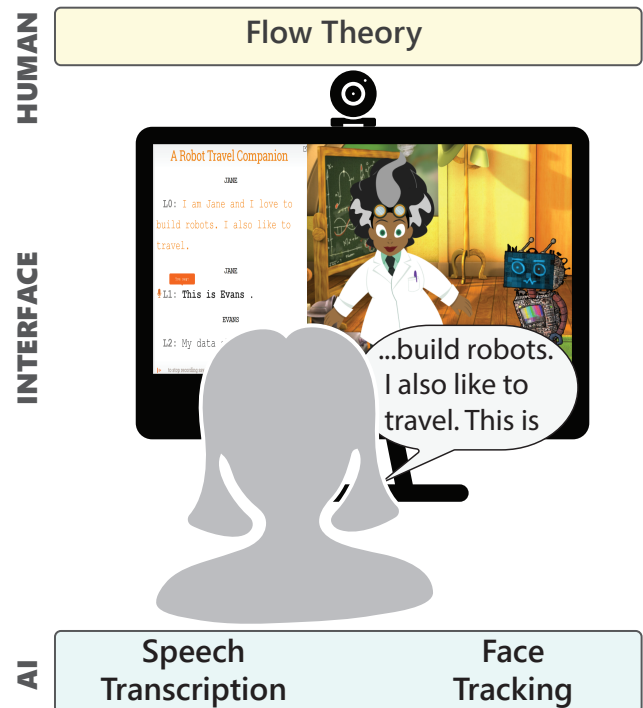 HUMAN
Flow Theory
INTERFACE
A Robot Travel Companion
JANE
L0: I am Jane and I love to
build robots. I also like to
travel.
JANE
L1: This is Evans .
EVANS
L2: My data
...build robots.
I also like to
travel. This is
AI
Speech
Transcription
Face
Tracking